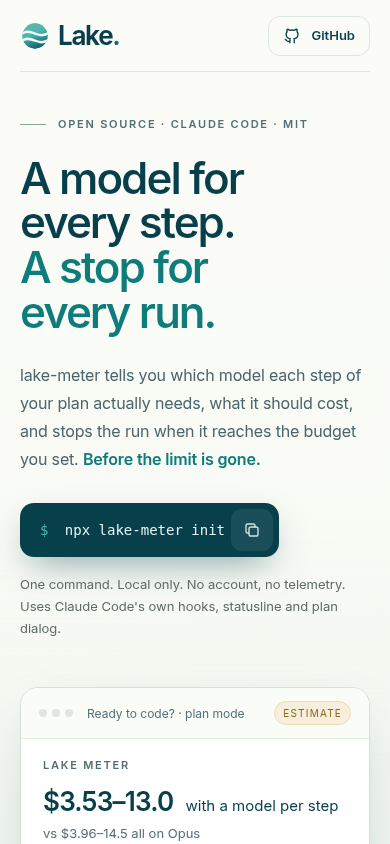 Lake.
GitHub
OPEN SOURCE · CLAUDE CODE · MIT
A model for
every step.
A stop for
every run.
lake-meter tells you which model each step of
your plan actually needs, what it should cost,
and stops the run when it reaches the budget
you set. Before the limit is gone.
$ npx lake-meter init
One command. Local only. No account, no telemetry.
Uses Claude Code's own hooks, statusline and plan
dialog.
Ready to code? · plan mode
ESTIMATE
LAKE METER
$3.53–13.0 with a model per step
vs $3.96–14.5 all on Opus